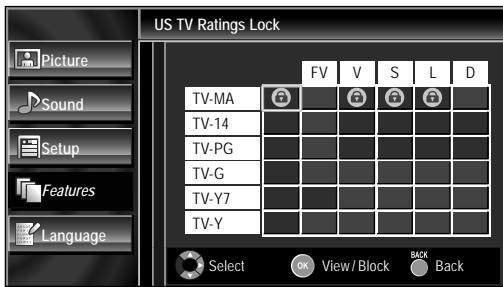 US TV Ratings Lock
Picture
Sound
Setup
Features
Language
FV V S L D
TV-MA
TV-14
TV-PG
TV-G
TV-Y7
TV-Y
Select
OK View / Block
BACK Back